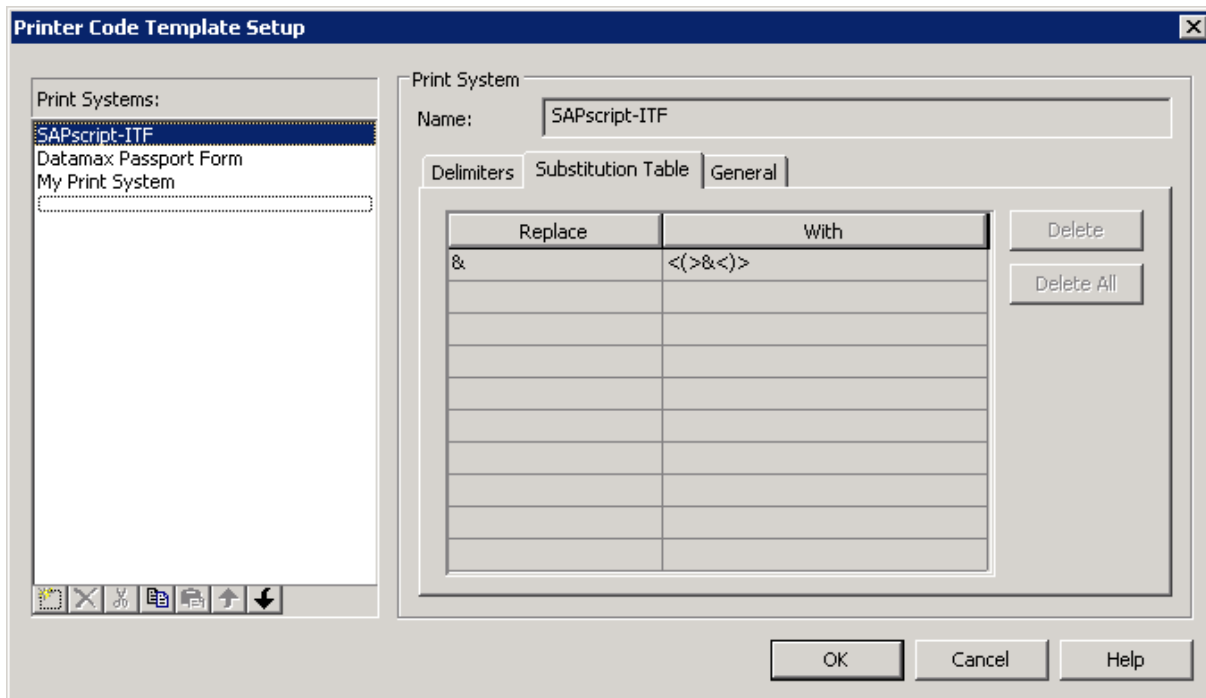 Printer Code Template Setup
Print Systems:
SAPscript-ITF
Datamax Passport Form
My Print System
Print System
Name: SAPscript-ITF
Delimiters Substitution Table General
Replace With
& <(>&<)>
Delete
Delete All
OK Cancel Help